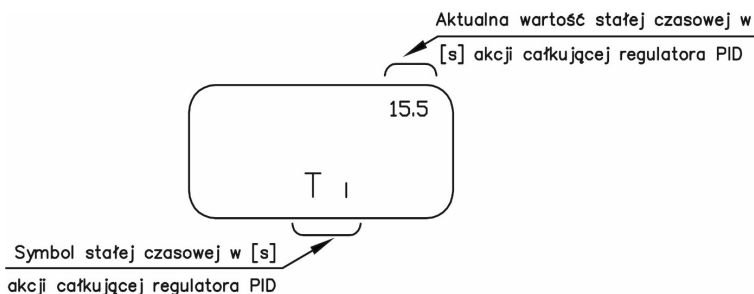 Aktualna wartość stałej czasowej w
[s] akcji całkującej regulatora PID
15.5
T I
Symbol stałej czasowej w [s]
akcji całkującej regulatora PID